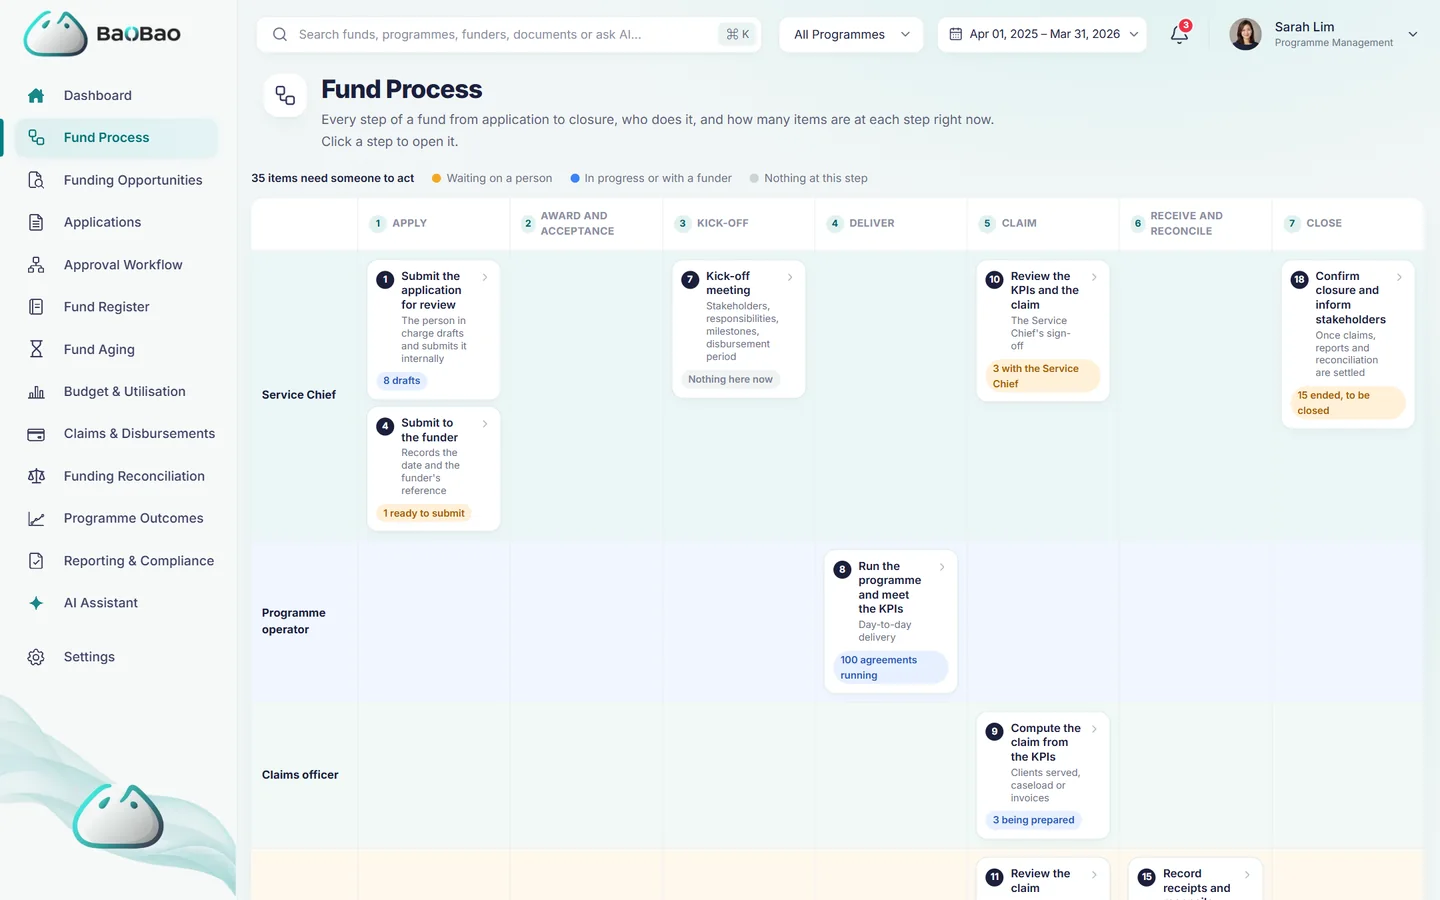 BaoBao
Search funds, programmes, funders, documents or ask AI...
⌘ K
All Programmes
Apr 01, 2025 – Mar 31, 2026
3
Sarah Lim
Programme Management
Dashboard
Fund Process
Funding Opportunities
Applications
Approval Workflow
Fund Register
Fund Aging
Budget & Utilisation
Claims & Disbursements
Funding Reconciliation
Programme Outcomes
Reporting & Compliance
AI Assistant
Settings
Fund Process
Every step of a fund from application to closure, who does it, and how many items are at each step right now.
Click a step to open it.
35 items need someone to act
Waiting on a person
In progress or with a funder
Nothing at this step
1 APPLY
2 AWARD AND
ACCEPTANCE
3 KICK-OFF
4 DELIVER
5 CLAIM
6 RECEIVE AND
RECONCILE
7 CLOSE
Service Chief
1 Submit the
application
for review
The person in
charge drafts
and submits it
internally
8 drafts
4 Submit to
the funder
Records the
date and the
funder's
reference
1 ready to submit
7 Kick-off
meeting
Stakeholders,
responsibilities,
milestones,
disbursement
period
Nothing here now
10 Review the
KPIs and the
claim
The Service
Chief's sign-
off
3 with the Service
Chief
18 Confirm
closure and
inform
stakeholders
Once claims,
reports and
reconciliation
are settled
15 ended, to be
closed
Programme
operator
8 Run the
programme
and meet
the KPIs
Day-to-day
delivery
100 agreements
running
Claims officer
9 Compute the
claim from
the KPIs
Clients served,
caseload or
invoices
3 being prepared
11 Review the
claim
15 Record
receipts and